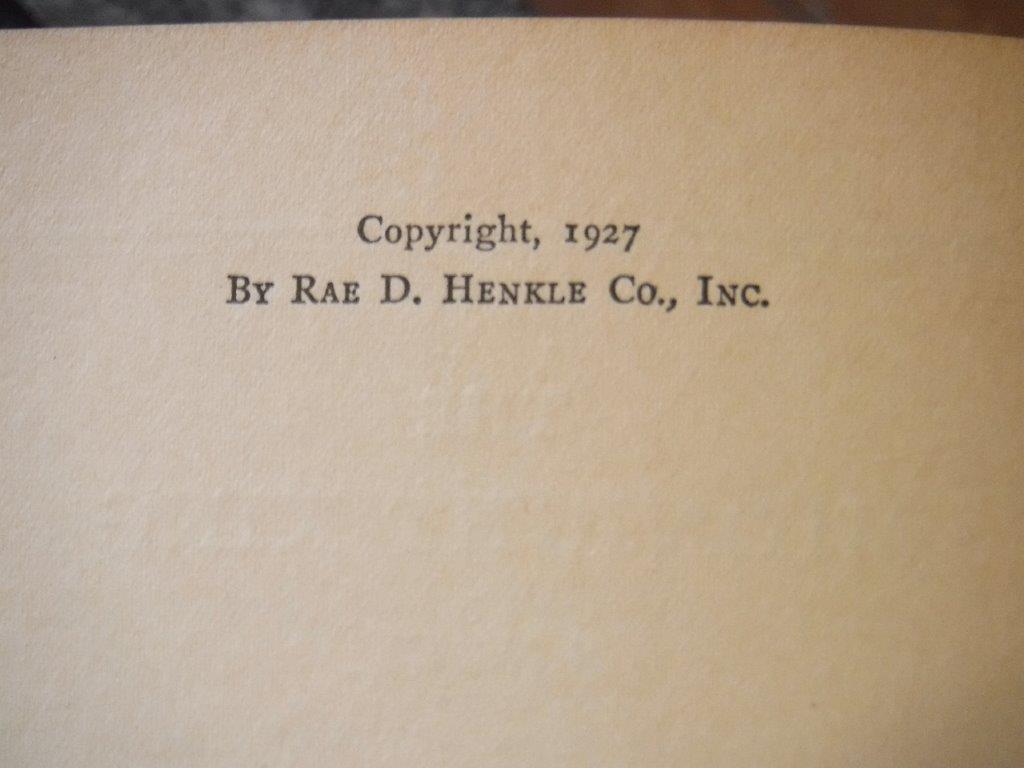 Copyright, 1927
By Rae D. Henkle Co., Inc.